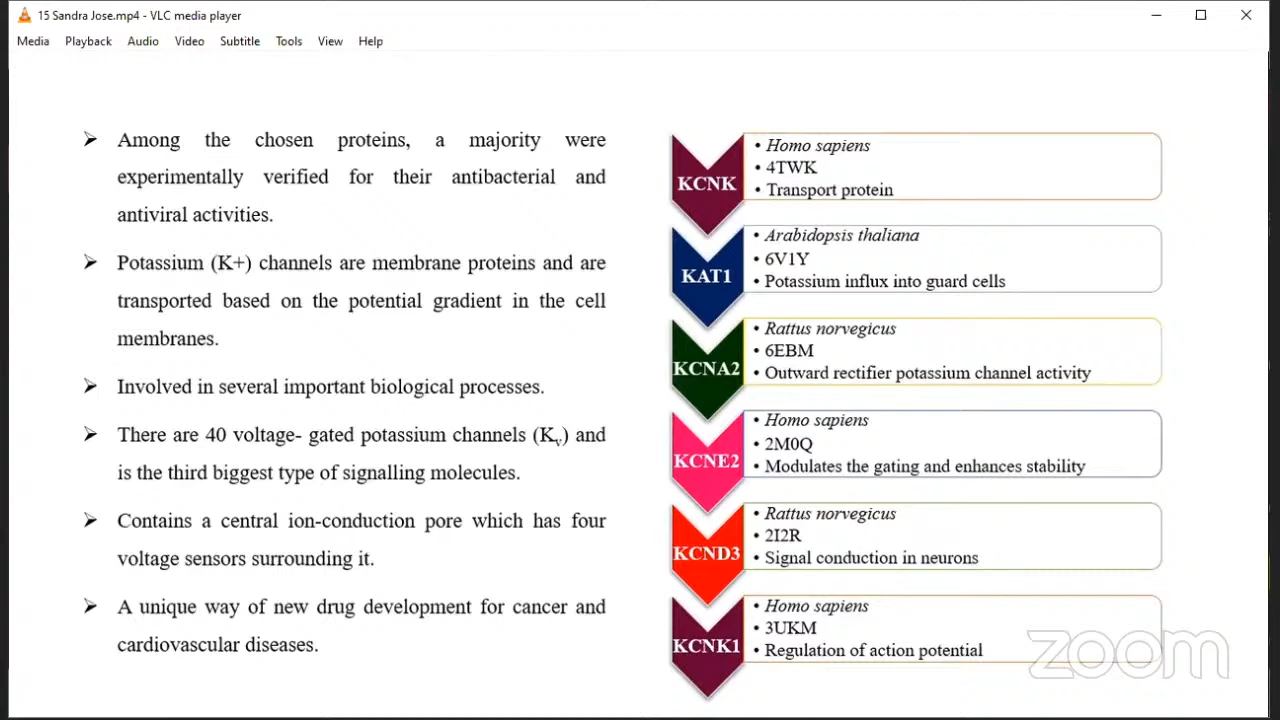 15 Sandra Jose.mp4 - VLC media player
Media Playback Audio Video Subtitle Tools View Help
➢ Among the chosen proteins, a majority were
experimentally verified for their antibacterial and
antiviral activities.
➢ Potassium (K+) channels are membrane proteins and are
transported based on the potential gradient in the cell
membranes.
➢ Involved in several important biological processes.
➢ There are 40 voltage- gated potassium channels (Kv) and
is the third biggest type of signalling molecules.
➢ Contains a central ion-conduction pore which has four
voltage sensors surrounding it.
➢ A unique way of new drug development for cancer and
cardiovascular diseases.
KCNK
• Homo sapiens
• 4TWK
• Transport protein
KAT1
• Arabidopsis thaliana
• 6V1Y
• Potassium influx into guard cells
KCNA2
• Rattus norvegicus
• 6EBM
• Outward rectifier potassium channel activity
KCNE2
• Homo sapiens
• 2M0Q
• Modulates the gating and enhances stability
KCND3
• Rattus norvegicus
• 2I2R
• Signal conduction in neurons
KCNK1
• Homo sapiens
• 3UKM
• Regulation of action potential
zoom